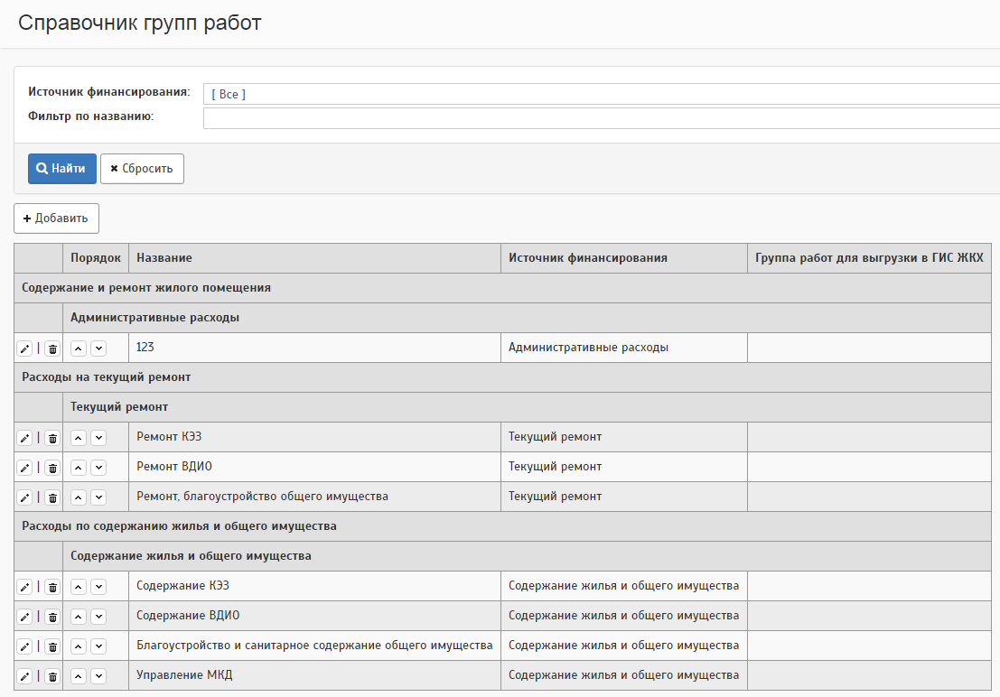 Справочник групп работ
Источник финансирования: [ Все ]
Фильтр по названию:
Найти Сбросить
Добавить
Порядок Название Источник финансирования Группа работ для выгрузки в ГИС ЖКХ
Содержание и ремонт жилого помещения
Административные расходы
123 Административные расходы
Расходы на текущий ремонт
Текущий ремонт
Ремонт КЭЗ Текущий ремонт
Ремонт ВДИО Текущий ремонт
Ремонт, благоустройство общего имущества Текущий ремонт
Расходы по содержанию жилья и общего имущества
Содержание жилья и общего имущества
Содержание КЭЗ Содержание жилья и общего имущества
Содержание ВДИО Содержание жилья и общего имущества
Благоустройство и санитарное содержание общего имущества Содержание жилья и общего имущества
Управление МКД Содержание жилья и общего имущества